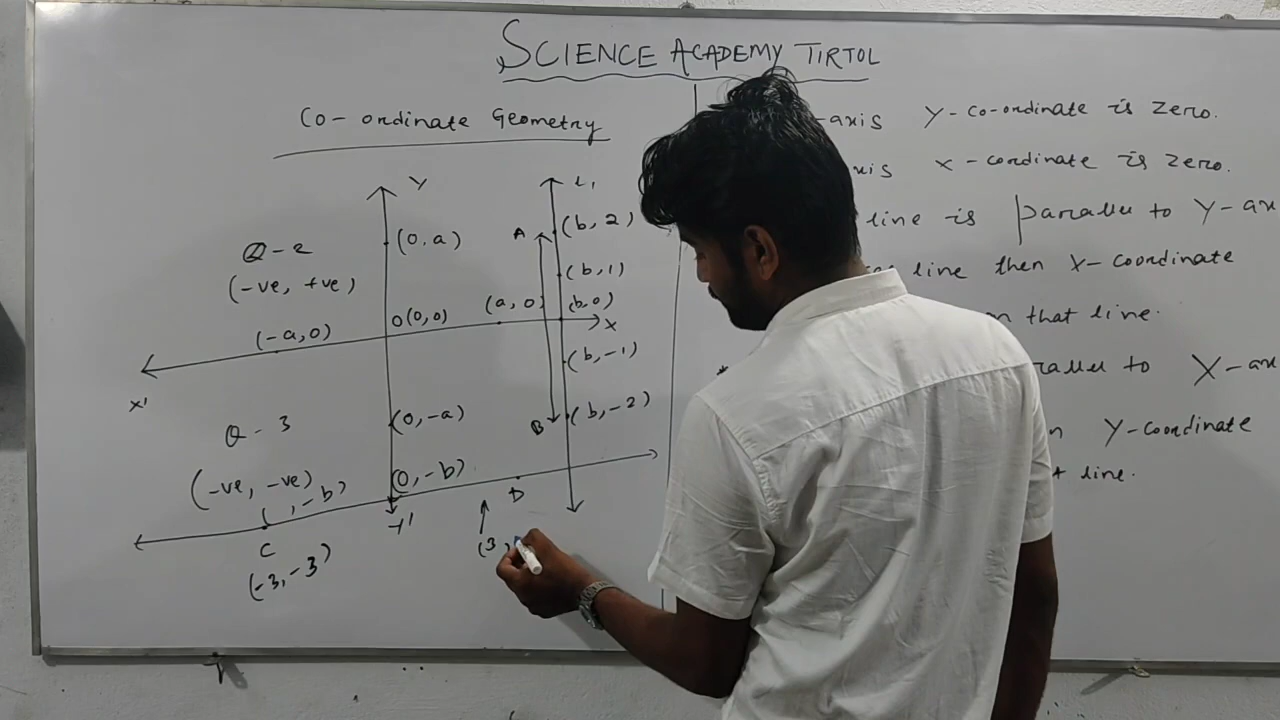 SCIENCE ACADEMY TIRTOL
Co-ordinate Geometry
Y
L1
(0, a)
A
(b, 2)
Q-2
(-ve, +ve)
(b, 1)
(a, 0)
(b,0)
O(0,0)
X
(-a,0)
(b, -1)
X'
(0, -a)
B
(b, -2)
Q-3
(-ve, -ve)
(0, -b)
( , -b)
Y'
D
C
(-3, -3)
(3,
-axis Y-Co-ordinate is Zero.
xis X-cordinate is zero.
line is parallel to Y-ax
line then X-Coordinate
n that line.
*
to X-ax
n Y-Coordinate
line.